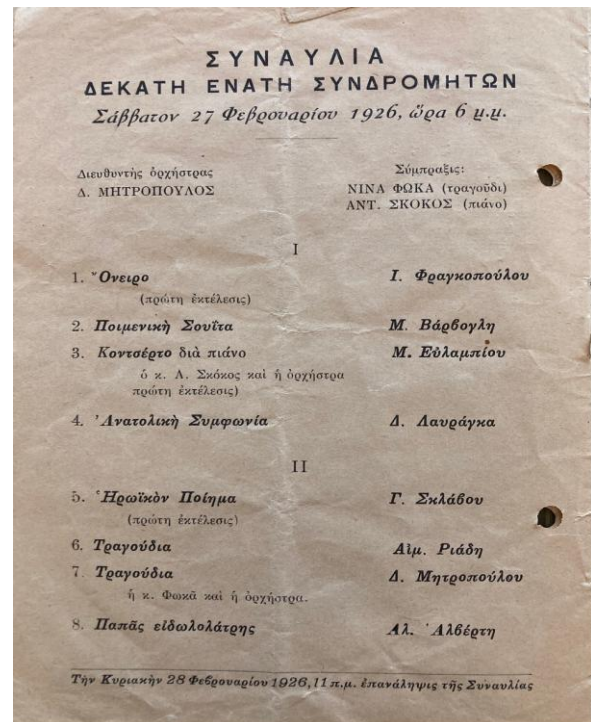 ΣΥΝΑΥΛΙΑ
ΔΕΚΑΤΗ ΕΝΑΤΗ ΣΥΝΔΡΟΜΗΤΩΝ
Σάββατον 27 Φεβρουαρίου 1926, ὥρα 6 μ.μ.
Διευθυντὴς ὀρχήστρας
Δ. ΜΗΤΡΟΠΟΥΛΟΣ
Σύμπραξις:
ΝΙΝΑ ΦΩΚΑ (τραγοῦδι)
ΑΝΤ. ΣΚΟΚΟΣ (πιάνο)
I
1. Ὄνειρο Ι. Φραγκοπούλου
(πρώτη ἐκτέλεσις)
2. Ποιμενικὴ Σουΐτα Μ. Βάρβογλη
3. Κοντσέρτο διὰ πιάνο Μ. Εὐλαμπίου
ὁ κ. Α. Σκόκος καὶ ἡ ὀρχήστρα
πρώτη ἐκτέλεσις)
4. Ἀνατολικὴ Συμφωνία Δ. Λαυράγκα
II
5. Ἡρωϊκὸν Ποίημα Γ. Σκλάβου
(πρώτη ἐκτέλεσις)
6. Τραγούδια Αἰμ. Ριάδη
7. Τραγούδια Δ. Μητροπούλου
ἡ κ. Φωκᾶ καὶ ἡ ὀρχήστρα.
8. Παπᾶς εἰδωλολάτρης Αλ. Ἀλβέρτη
Τὴν Κυριακὴν 28 Φεβρουαρίου 1926, 11 π.μ. ἐπανάληψις τῆς Συναυλίας